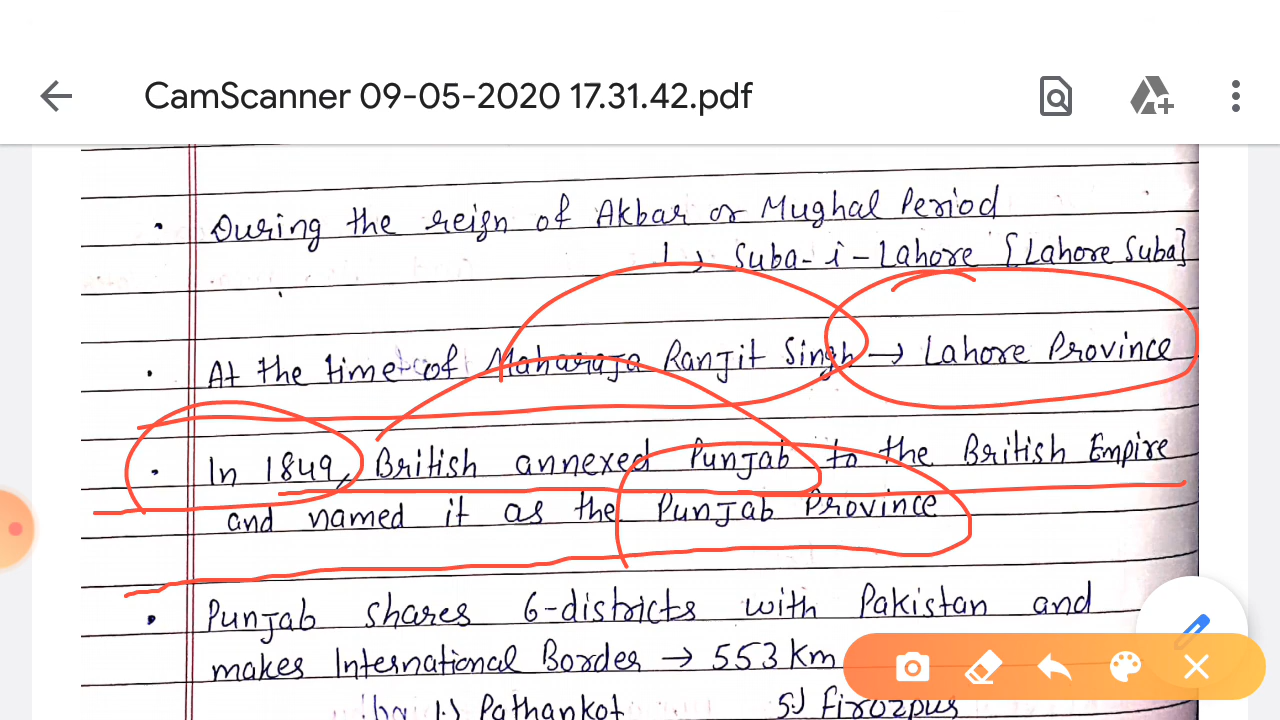 CamScanner 09-05-2020 17.31.42.pdf
• During the reign of Akbar or Mughal Period
↳ Suba-i-Lahore [Lahore Suba]
• At the time of Maharaja Ranjit Singh → Lahore Province
• In 1849, British annexed Punjab to the British Empire
and named it as the Punjab Province
• Punjab shares 6-districts with Pakistan and
makes International Border → 553 km
1.) Pathankot 5.) Firozpur